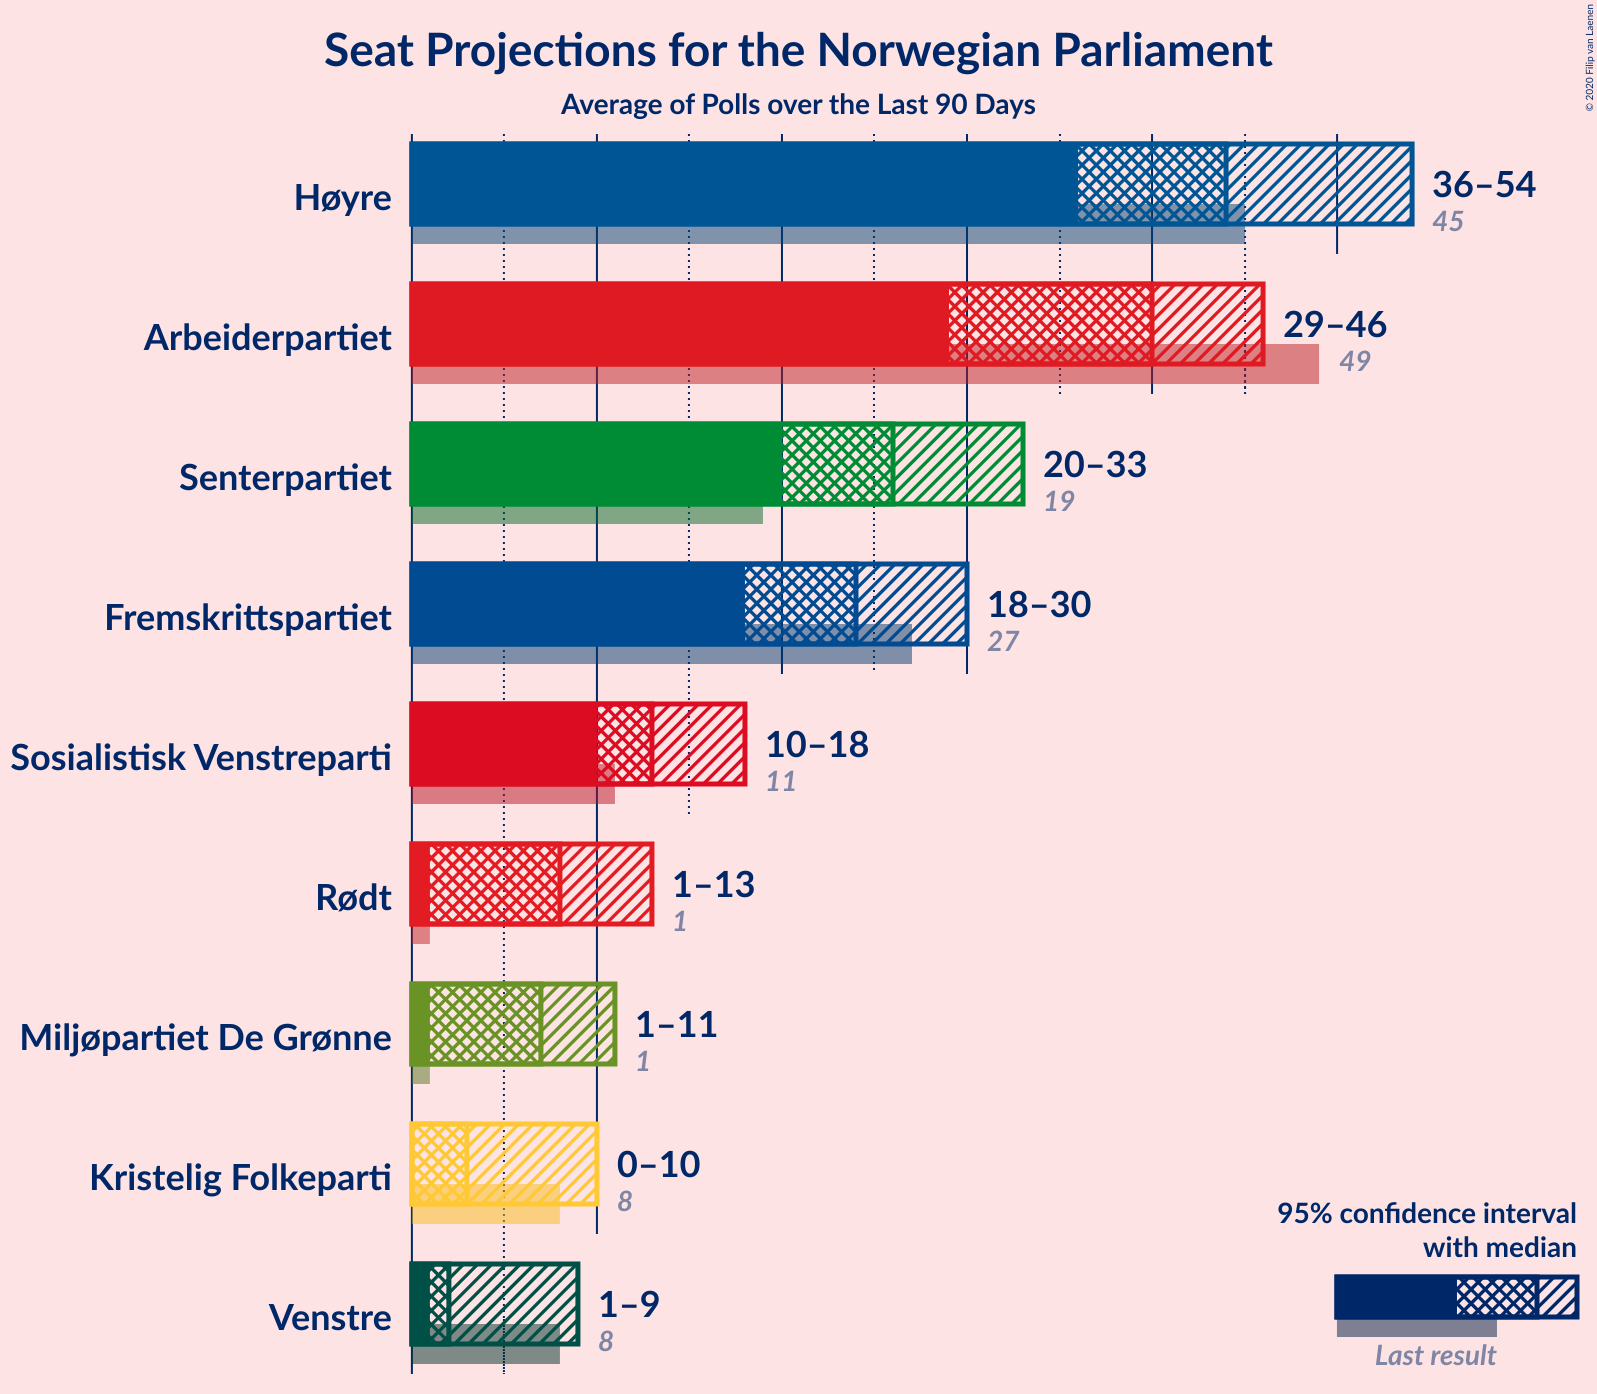 Seat Projections for the Norwegian Parliament
Average of Polls over the Last 90 Days
© 2020 Filip van Laenen
Høyre
36–54
45
Arbeiderpartiet
29–46
49
Senterpartiet
20–33
19
Fremskrittspartiet
18–30
27
Sosialistisk Venstreparti
10–18
11
Rødt
1–13
1
Miljøpartiet De Grønne
1–11
1
Kristelig Folkeparti
0–10
8
Venstre
1–9
8
95% confidence interval
with median
Last result